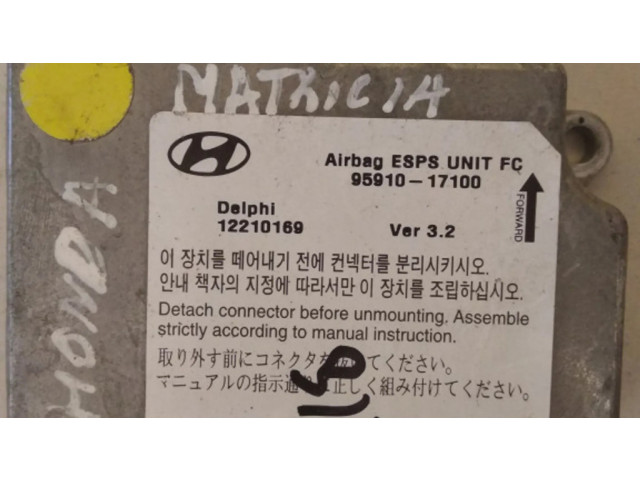 MATRICIA
HONDA
Airbag ESPS UNIT FC
95910-17100
FORWARD
Delphi
12210169
Ver 3.2
이 장치를 떼어내기 전에 컨넥터를 분리시키시오.
안내 책자의 지정에 따라서만 이 장치를 조립하십시오.
Detach connector before unmounting. Assemble
strictly according to manual instruction.
取り外す前にコネクタを てください。
マニュアルの指示通りに正しく組み付けてください。